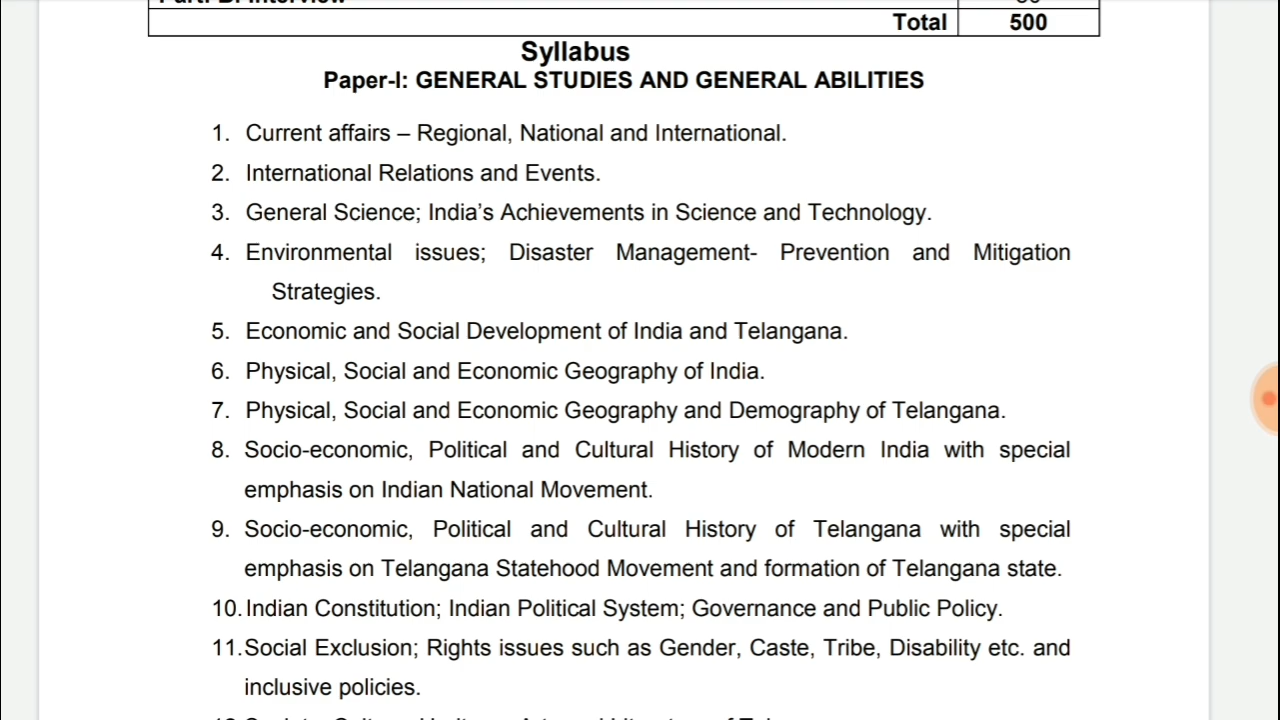 Total 500
Syllabus
Paper-I: GENERAL STUDIES AND GENERAL ABILITIES
1. Current affairs – Regional, National and International.
2. International Relations and Events.
3. General Science; India’s Achievements in Science and Technology.
4. Environmental issues; Disaster Management- Prevention and Mitigation
Strategies.
5. Economic and Social Development of India and Telangana.
6. Physical, Social and Economic Geography of India.
7. Physical, Social and Economic Geography and Demography of Telangana.
8. Socio-economic, Political and Cultural History of Modern India with special
emphasis on Indian National Movement.
9. Socio-economic, Political and Cultural History of Telangana with special
emphasis on Telangana Statehood Movement and formation of Telangana state.
10. Indian Constitution; Indian Political System; Governance and Public Policy.
11. Social Exclusion; Rights issues such as Gender, Caste, Tribe, Disability etc. and
inclusive policies.